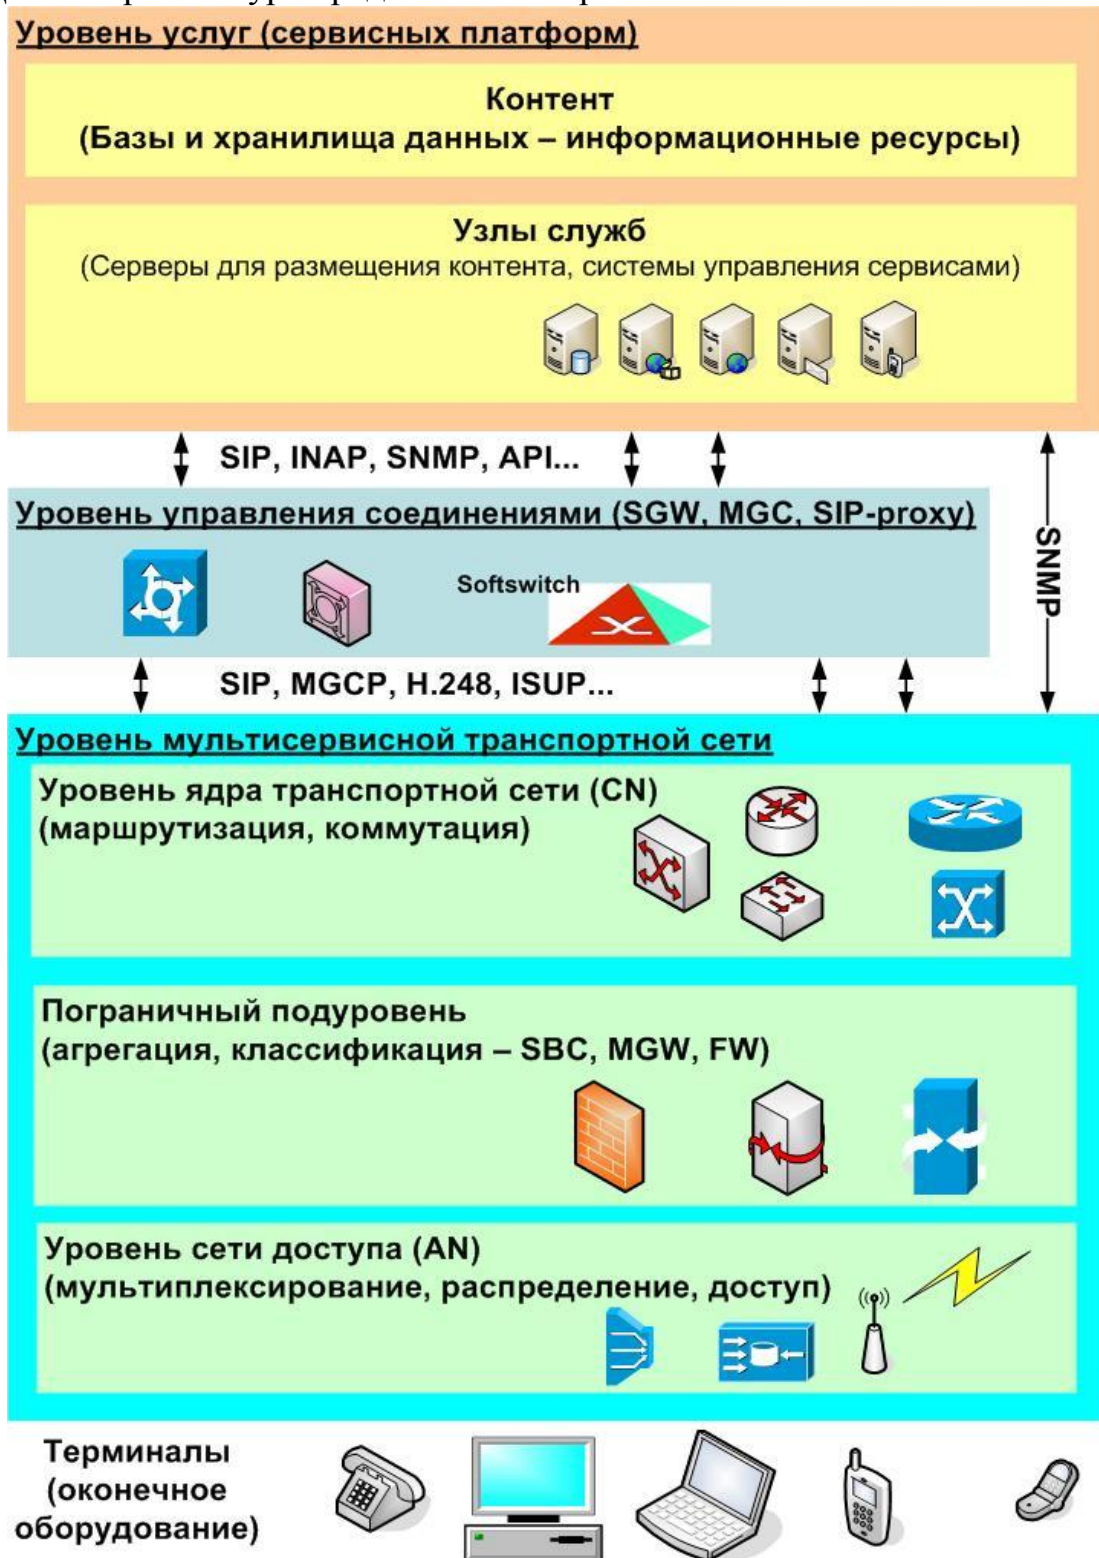 Уровень услуг (сервисных платформ)
Контент
(Базы и хранилища данных – информационные ресурсы)
Узлы служб
(Серверы для размещения контента, системы управления сервисами)
SIP, INAP, SNMP, API...
Уровень управления соединениями (SGW, MGC, SIP-proxy)
Softswitch
SNMP
SIP, MGCP, H.248, ISUP...
Уровень мультисервисной транспортной сети
Уровень ядра транспортной сети (CN)
(маршрутизация, коммутация)
Пограничный подуровень
(агрегация, классификация – SBC, MGW, FW)
Уровень сети доступа (AN)
(мультиплексирование, распределение, доступ)
Терминалы
(оконечное
оборудование)